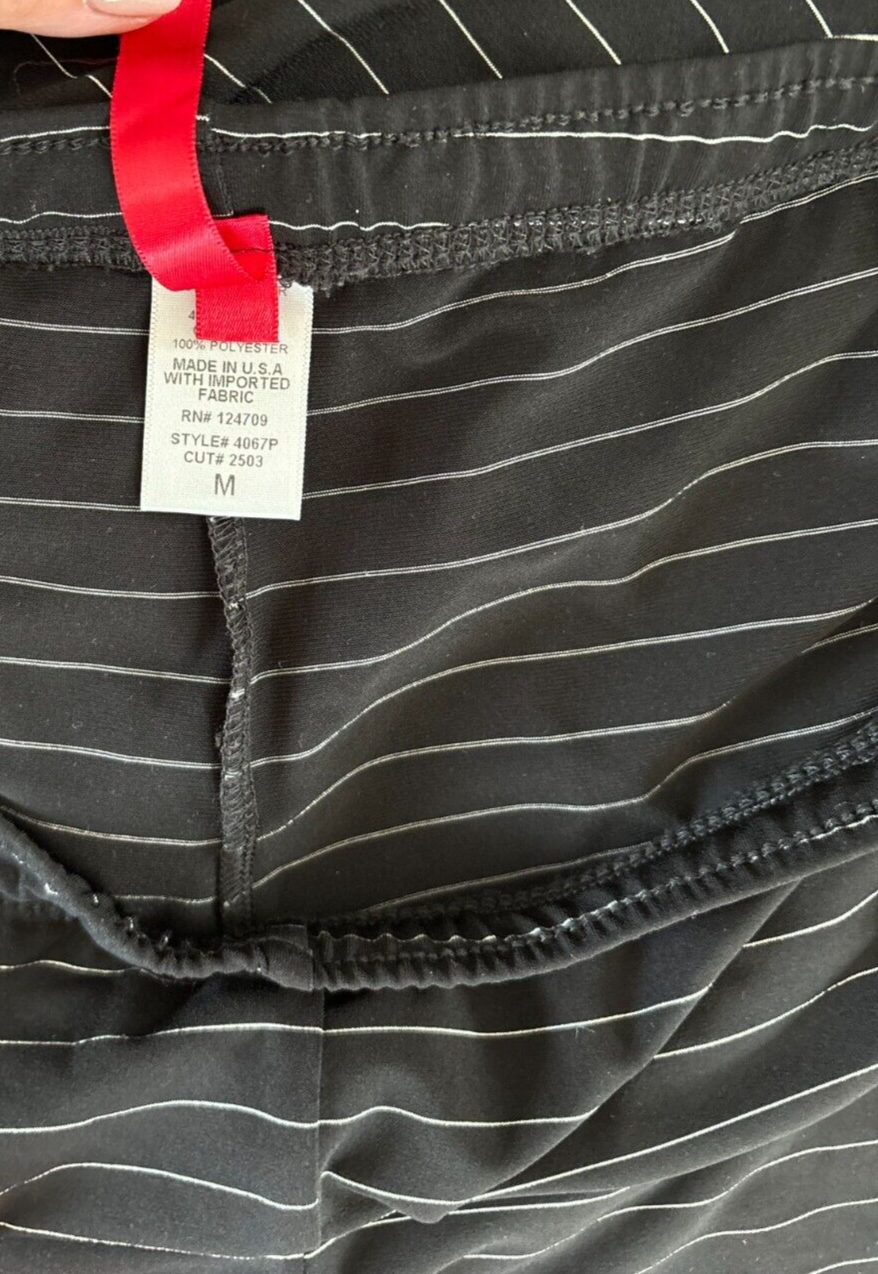 100% POLYESTER
MADE IN U.S.A
WITH IMPORTED
FABRIC
RN# 124709
STYLE# 4067P
CUT# 2503
M